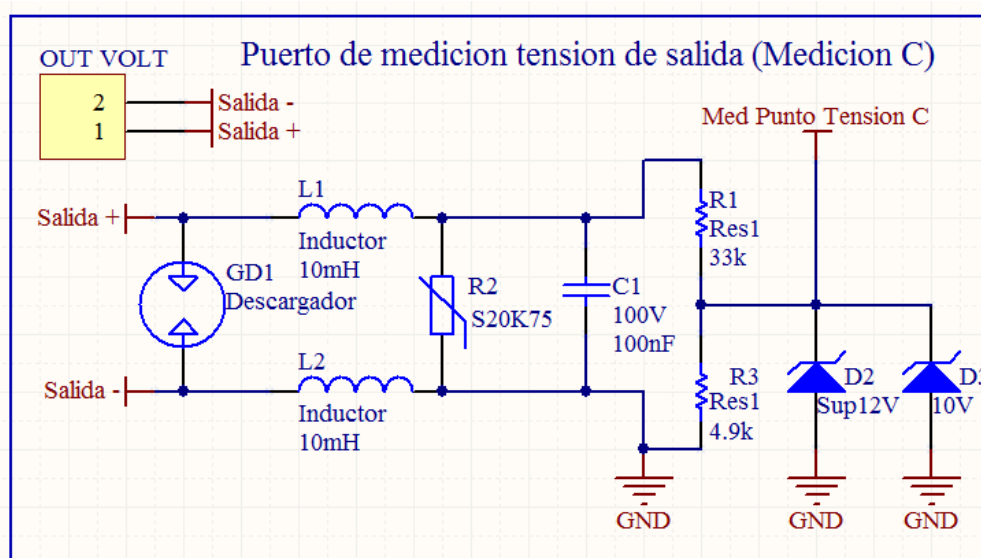 Puerto de medicion tension de salida (Medicion C)
OUT VOLT
2
1
Salida -
Salida +
Med Punto Tension C
Salida +
L1
Inductor
10mH
GD1
Descargador
R2
S20K75
C1
100V
100nF
R1
Res1
33k
L2
Inductor
10mH
Salida -
R3
Res1
4.9k
D2
Sup12V
10V
GND
GND
GND